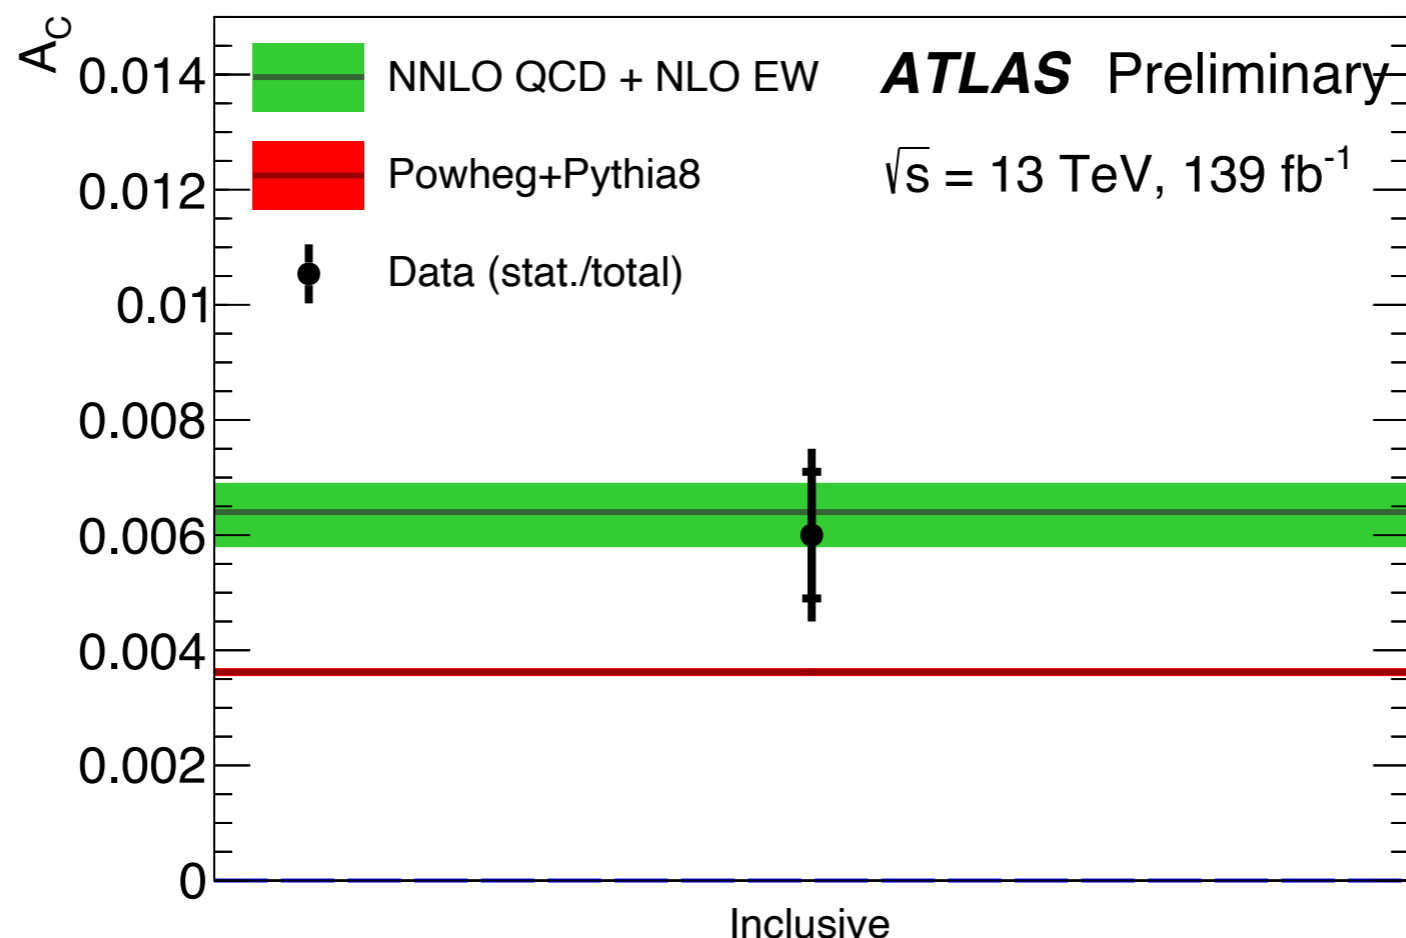 A_C
0.014
0.012
0.01
0.008
0.006
0.004
0.002
0
NNLO QCD + NLO EW
Powheg+Pythia8
Data (stat./total)
ATLAS Preliminary
√s = 13 TeV, 139 fb⁻¹
Inclusive